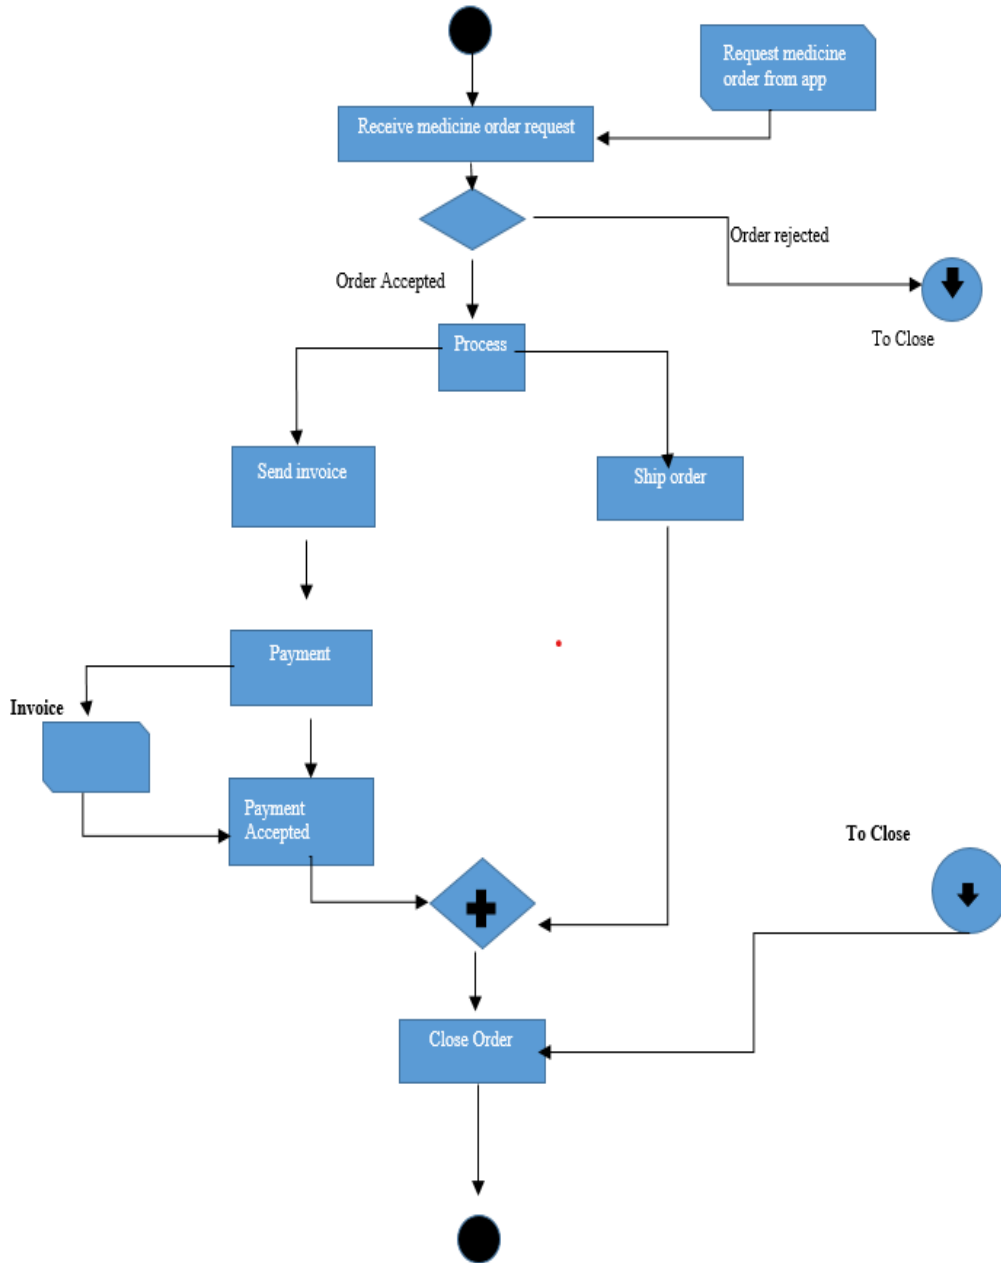 Request medicine
order from app
Receive medicine order request
Order rejected
Order Accepted
To Close
Process
Send invoice
Ship order
Payment
Invoice
Payment
Accepted
To Close
Close Order